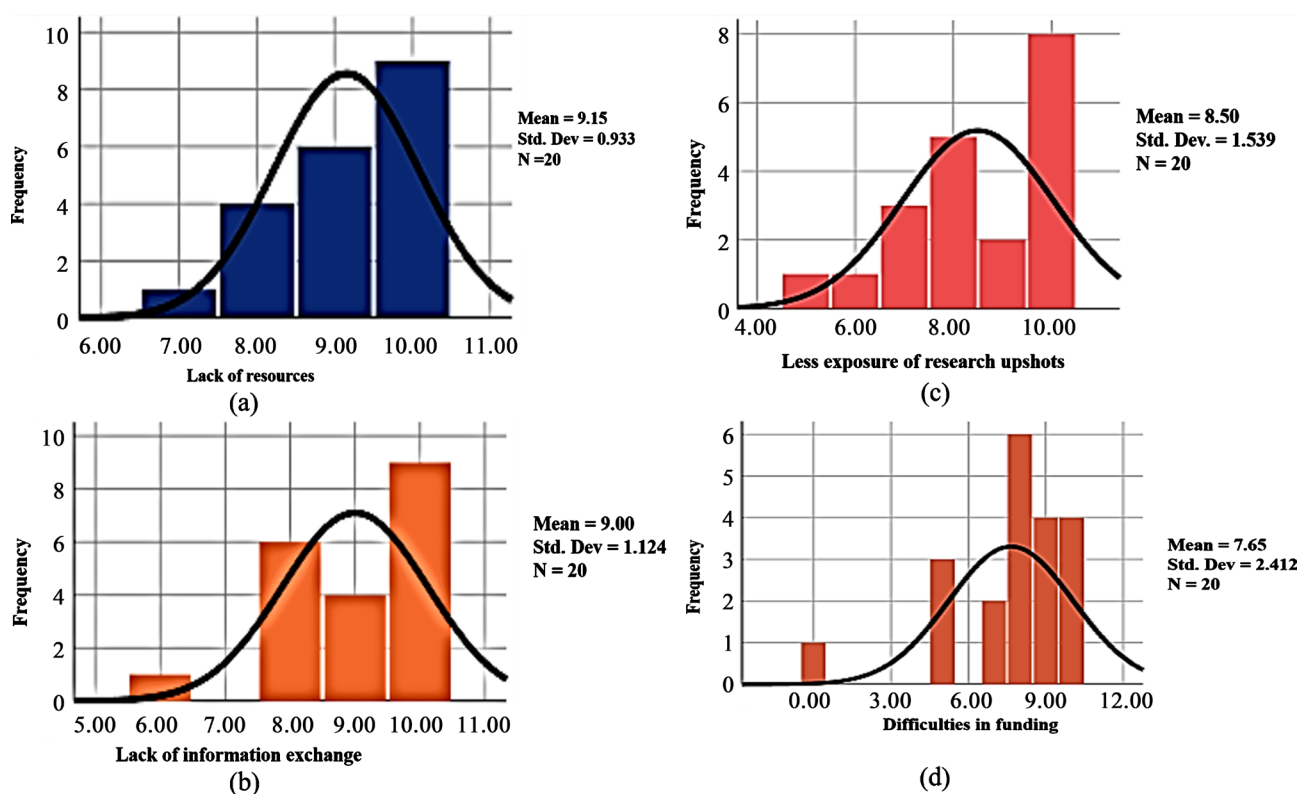 10
8
6
4
2
0
Frequency
6.00 7.00 8.00 9.00 10.00 11.00
Lack of resources
(a)
Mean = 9.15
Std. Dev = 0.933
N =20
8
6
4
2
0
Frequency
4.00 6.00 8.00 10.00
Less exposure of research upshots
(c)
Mean = 8.50
Std. Dev. = 1.539
N = 20
10
8
6
4
2
0
Frequency
5.00 6.00 7.00 8.00 9.00 10.00 11.00
Lack of information exchange
(b)
Mean = 9.00
Std. Dev = 1.124
N = 20
6
5
4
3
2
1
0
Frequency
0.00 3.00 6.00 9.00 12.00
Difficulties in funding
(d)
Mean = 7.65
Std. Dev = 2.412
N = 20